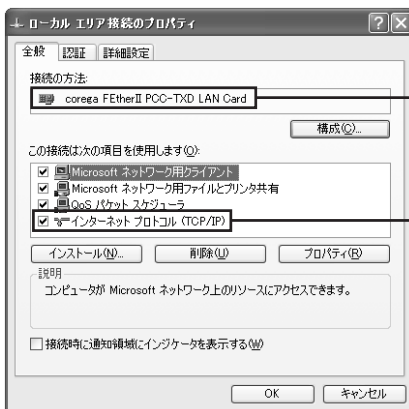 ローカル エリア接続のプロパティ
全般 認証 詳細設定
接続の方法:
corega FEtherII PCC-TXD LAN Card
構成(C)...
この接続は次の項目を使用します(O):
Microsoft ネットワーク用クライアント
Microsoft ネットワーク用ファイルとプリンタ共有
QoS パケット スケジューラ
インターネット プロトコル (TCP/IP)
インストール(N)... 削除(U) プロパティ(R)
説明
コンピュータが Microsoft ネットワーク上のリソースにアクセスできます。
接続時に通知領域にインジケータを表示する(W)
OK キャンセル